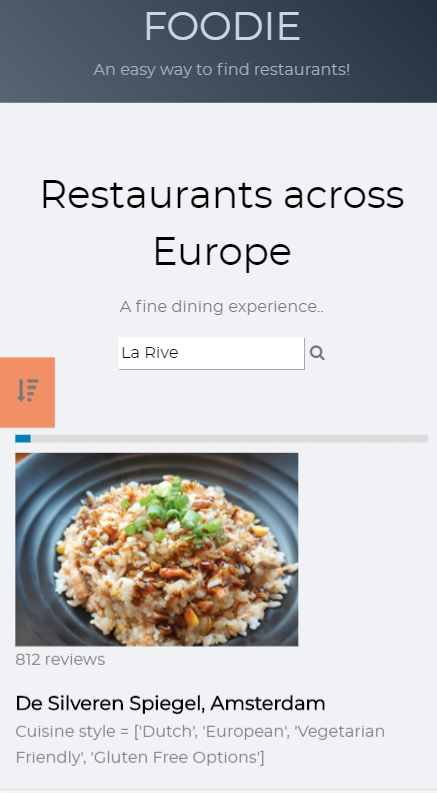 FOODIE
An easy way to find restaurants!
Restaurants across
Europe
A fine dining experience..
La Rive
812 reviews
De Silveren Spiegel, Amsterdam
Cuisine style = ['Dutch', 'European', 'Vegetarian
Friendly', 'Gluten Free Options']